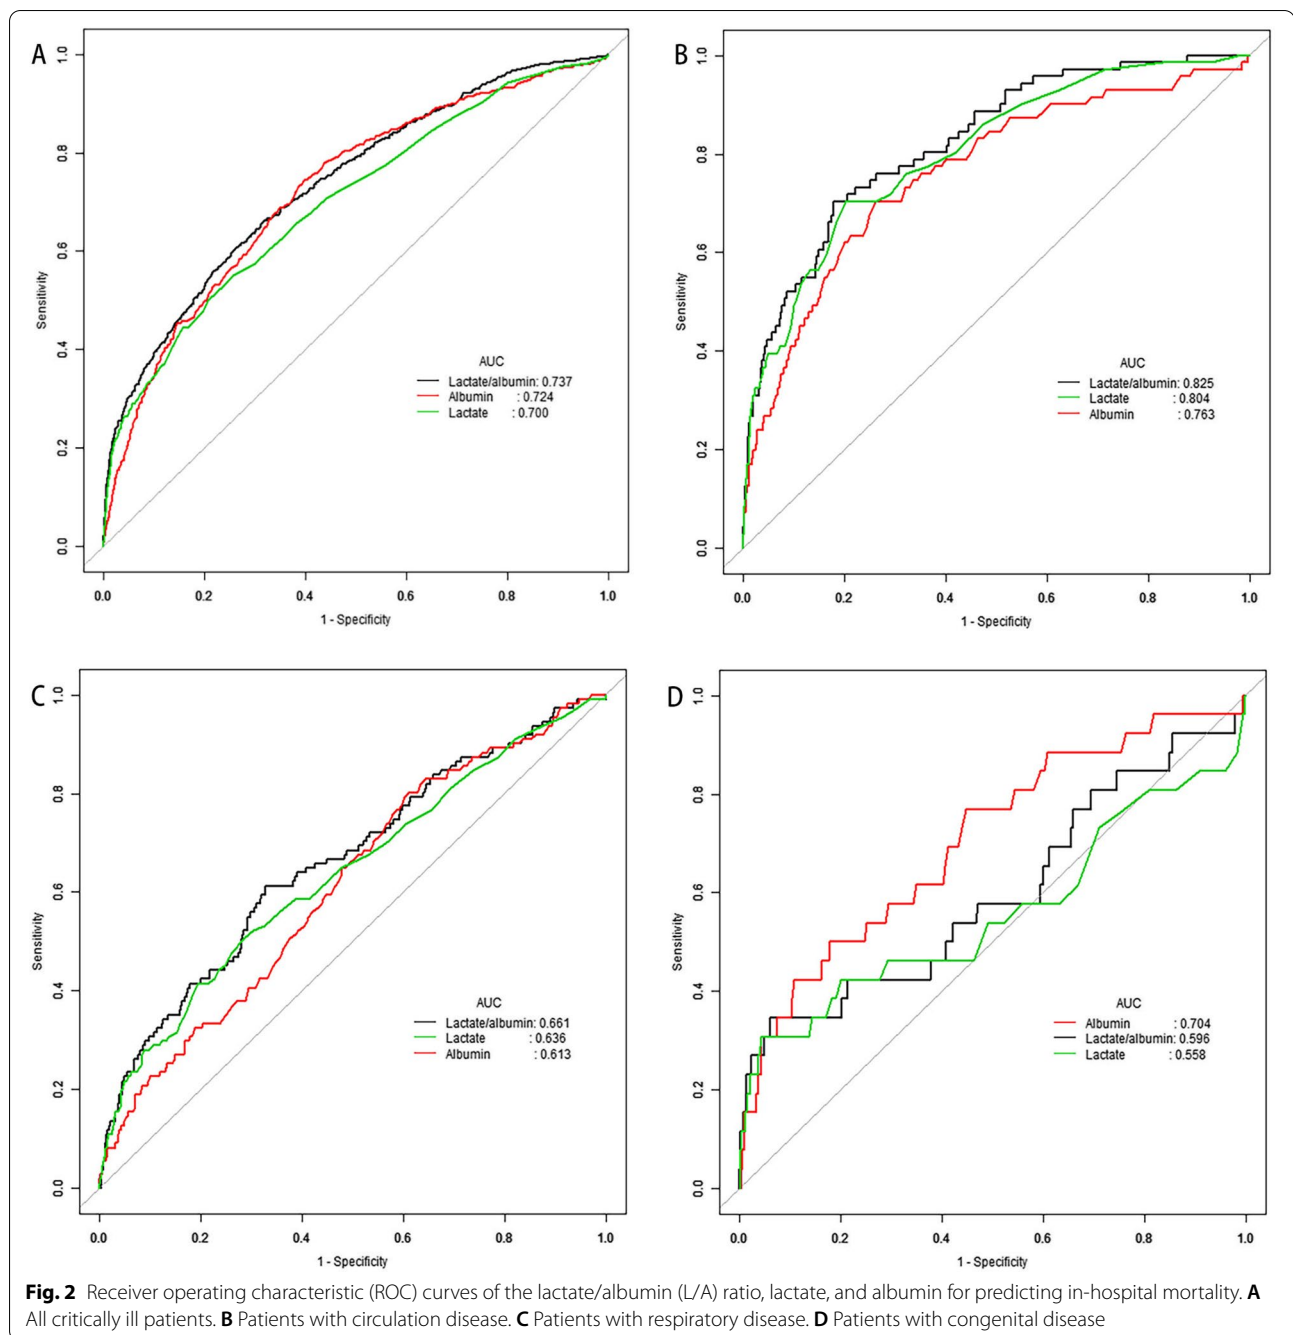 A
1.0
0.8
0.6
0.4
0.2
0.0
Sensitivity
AUC
Lactate/albumin: 0.737
Albumin : 0.724
Lactate : 0.700
0.0 0.2 0.4 0.6 0.8 1.0
1 - Specificity
B
1.0
0.8
0.6
0.4
0.2
0.0
Sensitivity
AUC
Lactate/albumin: 0.825
Lactate : 0.804
Albumin : 0.763
0.0 0.2 0.4 0.6 0.8 1.0
1 - Specificity
C
1.0
0.8
0.6
0.4
0.2
0.0
Sensitivity
AUC
Lactate/albumin: 0.661
Lactate : 0.636
Albumin : 0.613
0.0 0.2 0.4 0.6 0.8 1.0
1 - Specificity
D
1.0
0.8
0.6
0.4
0.2
0.0
Sensitivity
AUC
Albumin : 0.704
Lactate/albumin: 0.596
Lactate : 0.558
0.0 0.2 0.4 0.6 0.8 1.0
1 - Specificity
Fig. 2 Receiver operating characteristic (ROC) curves of the lactate/albumin (L/A) ratio, lactate, and albumin for predicting in-hospital mortality. A
All critically ill patients. B Patients with circulation disease. C Patients with respiratory disease. D Patients with congenital disease